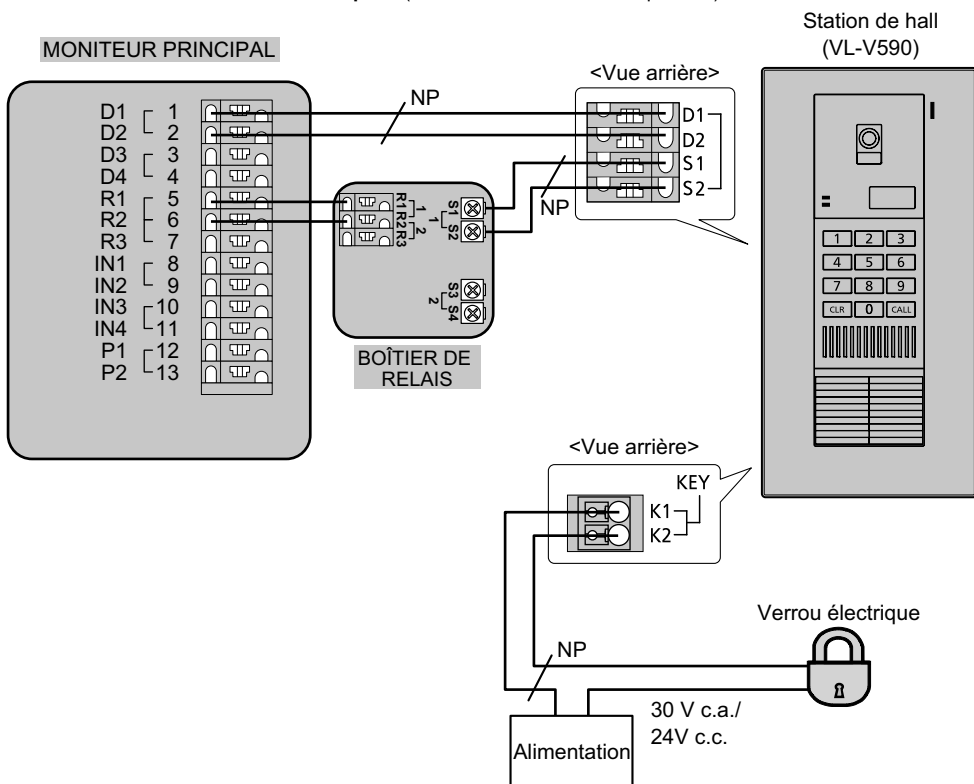 Station de hall
(VL-V590)
MONITEUR PRINCIPAL
<Vue arrière>
NP
D1 1
D2 2
D3 3
D4 4
R1 5
R2 6
R3 7
IN1 8
IN2 9
IN3 10
IN4 11
P1 12
P2 13
D1
D2
S1
S2
NP
R1
R2
R3
1
2
S1
S2
1
S3
S4
2
BOÎTIER DE
RELAIS
1 2 3
4 5 6
7 8 9
CLR 0 CALL
<Vue arrière>
KEY
K1
K2
Verrou électrique
NP
30 V c.a./
24V c.c.
Alimentation